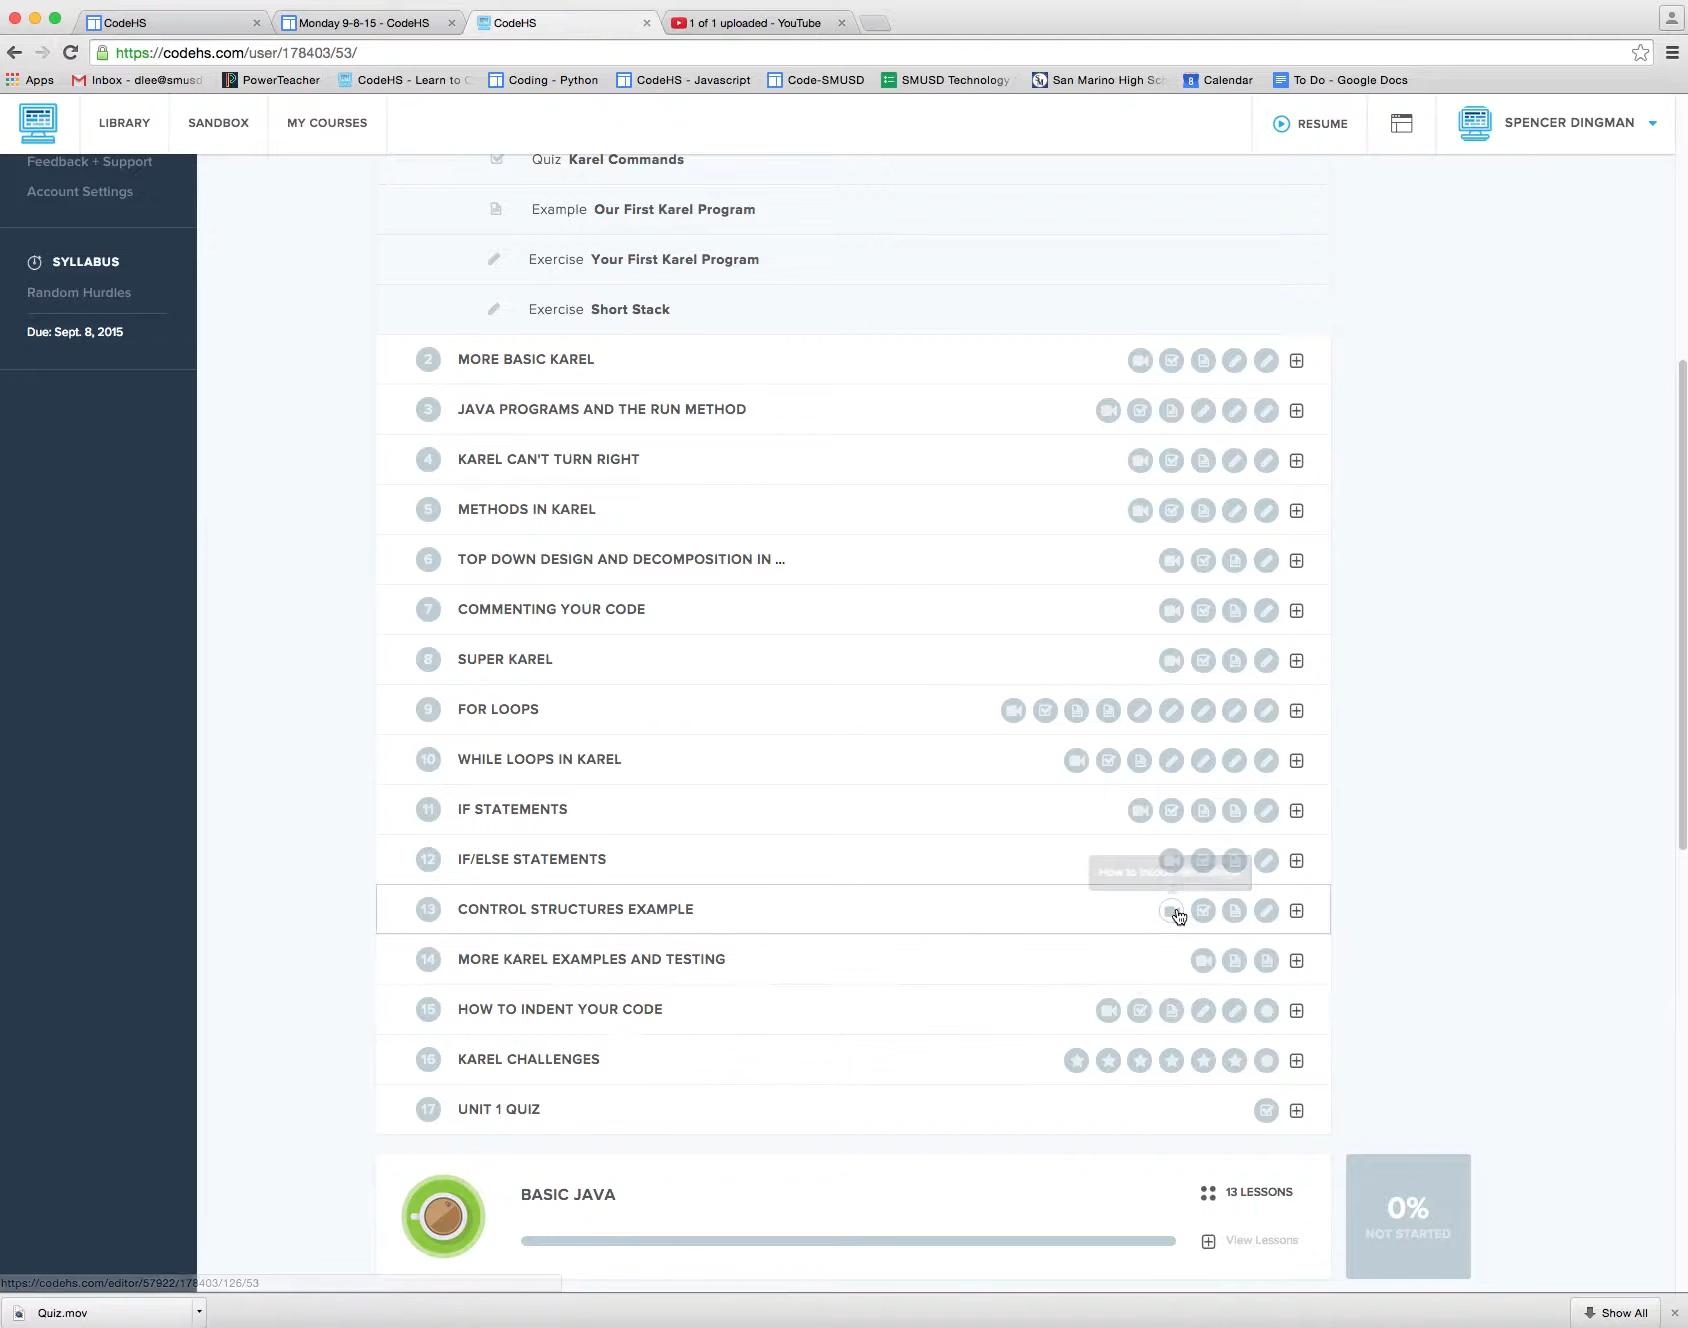 CodeHS
Monday 9-8-15 - CodeHS
CodeHS
1 of 1 uploaded - YouTube
https://codehs.com/user/178403/53/
Apps
Inbox - dlee@smusd
PowerTeacher
CodeHS - Learn to C
Coding - Python
CodeHS - Javascript
Code-SMUSD
SMUSD Technology
San Marino High Sch
8 Calendar
To Do - Google Docs
LIBRARY
SANDBOX
MY COURSES
RESUME
SPENCER DINGMAN
Feedback + Support
Account Settings
SYLLABUS
Random Hurdles
Due: Sept. 8, 2015
Quiz Karel Commands
Example Our First Karel Program
Exercise Your First Karel Program
Exercise Short Stack
2 MORE BASIC KAREL
3 JAVA PROGRAMS AND THE RUN METHOD
4 KAREL CAN'T TURN RIGHT
5 METHODS IN KAREL
6 TOP DOWN DESIGN AND DECOMPOSITION IN ...
7 COMMENTING YOUR CODE
8 SUPER KAREL
9 FOR LOOPS
10 WHILE LOOPS IN KAREL
11 IF STATEMENTS
12 IF/ELSE STATEMENTS
How to
13 CONTROL STRUCTURES EXAMPLE
14 MORE KAREL EXAMPLES AND TESTING
15 HOW TO INDENT YOUR CODE
16 KAREL CHALLENGES
17 UNIT 1 QUIZ
BASIC JAVA
13 LESSONS
View Lessons
0%
NOT STARTED
https://codehs.com/editor/57922/178403/126/53
Quiz.mov
Show All